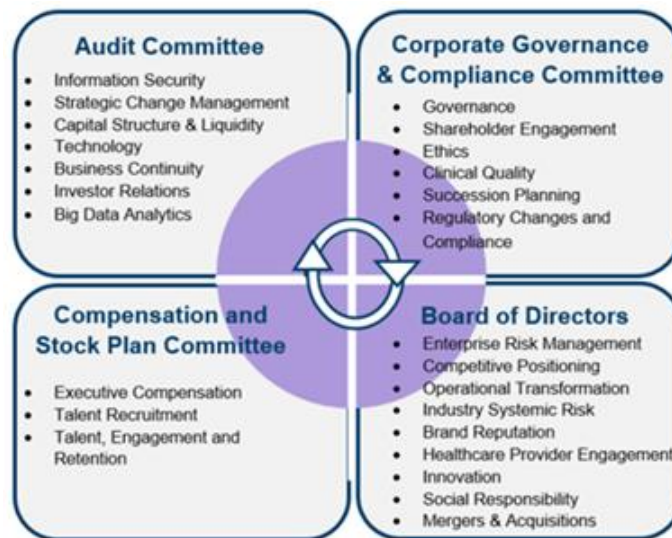 Audit Committee
• Information Security
• Strategic Change Management
• Capital Structure & Liquidity
• Technology
• Business Continuity
• Investor Relations
• Big Data Analytics
Corporate Governance
& Compliance Committee
• Governance
• Shareholder Engagement
• Ethics
• Clinical Quality
• Succession Planning
• Regulatory Changes and
Compliance
Compensation and
Stock Plan Committee
• Executive Compensation
• Talent Recruitment
• Talent, Engagement and
Retention
Board of Directors
• Enterprise Risk Management
• Competitive Positioning
• Operational Transformation
• Industry Systemic Risk
• Brand Reputation
• Healthcare Provider Engagement
• Innovation
• Social Responsibility
• Mergers & Acquisitions